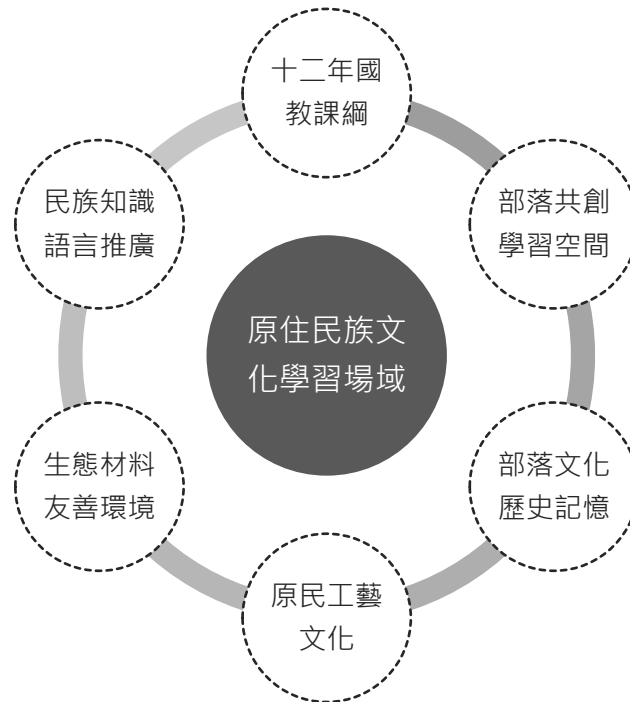 十二年國
教課綱
部落共創
學習空間
部落文化
歷史記憶
原民工藝
文化
生態材料
友善環境
民族知識
語言推廣
原住民族文
化學習場域